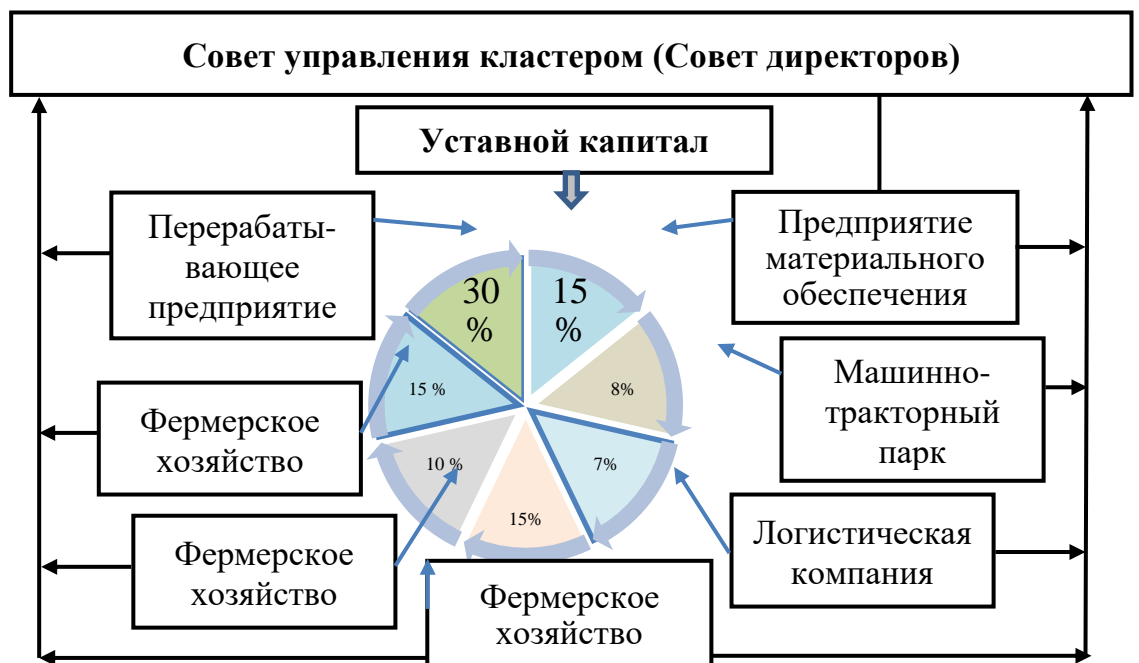 Совет управления кластером (Совет директоров)
Уставной капитал
Перерабаты-
вающее
предприятие
Предприятие
материального
обеспечения
30
%
15
%
15 %
8%
Фермерское
хозяйство
Машинно-
тракторный
парк
10 %
7%
15%
Фермерское
хозяйство
Логистическая
компания
Фермерское
хозяйство